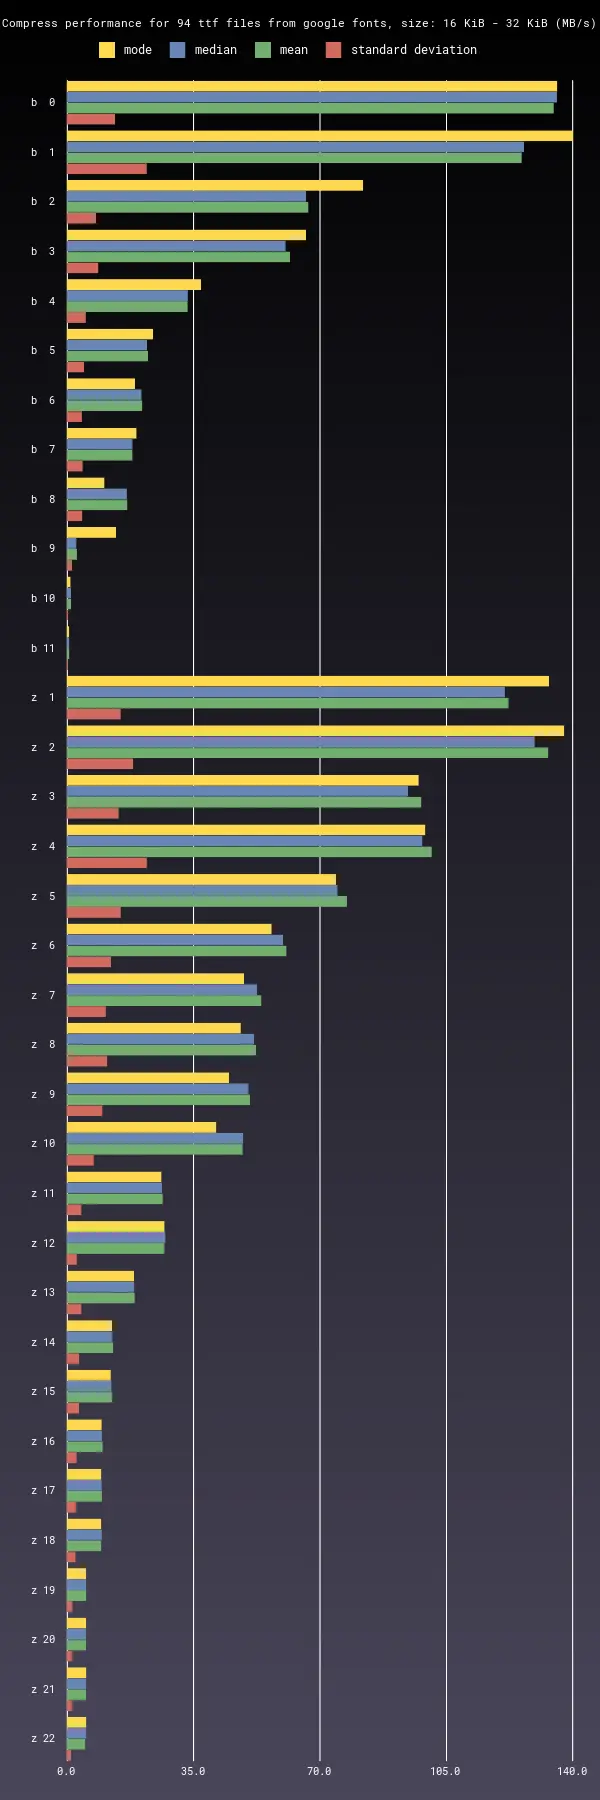 Compress performance for 94 ttf files from google fonts, size: 16 KiB - 32 KiB (MB/s)
mode median mean standard deviation
b 0
b 1
b 2
b 3
b 4
b 5
b 6
b 7
b 8
b 9
b 10
b 11
z 1
z 2
z 3
z 4
z 5
z 6
z 7
z 8
z 9
z 10
z 11
z 12
z 13
z 14
z 15
z 16
z 17
z 18
z 19
z 20
z 21
z 22
0.0 35.0 70.0 105.0 140.0